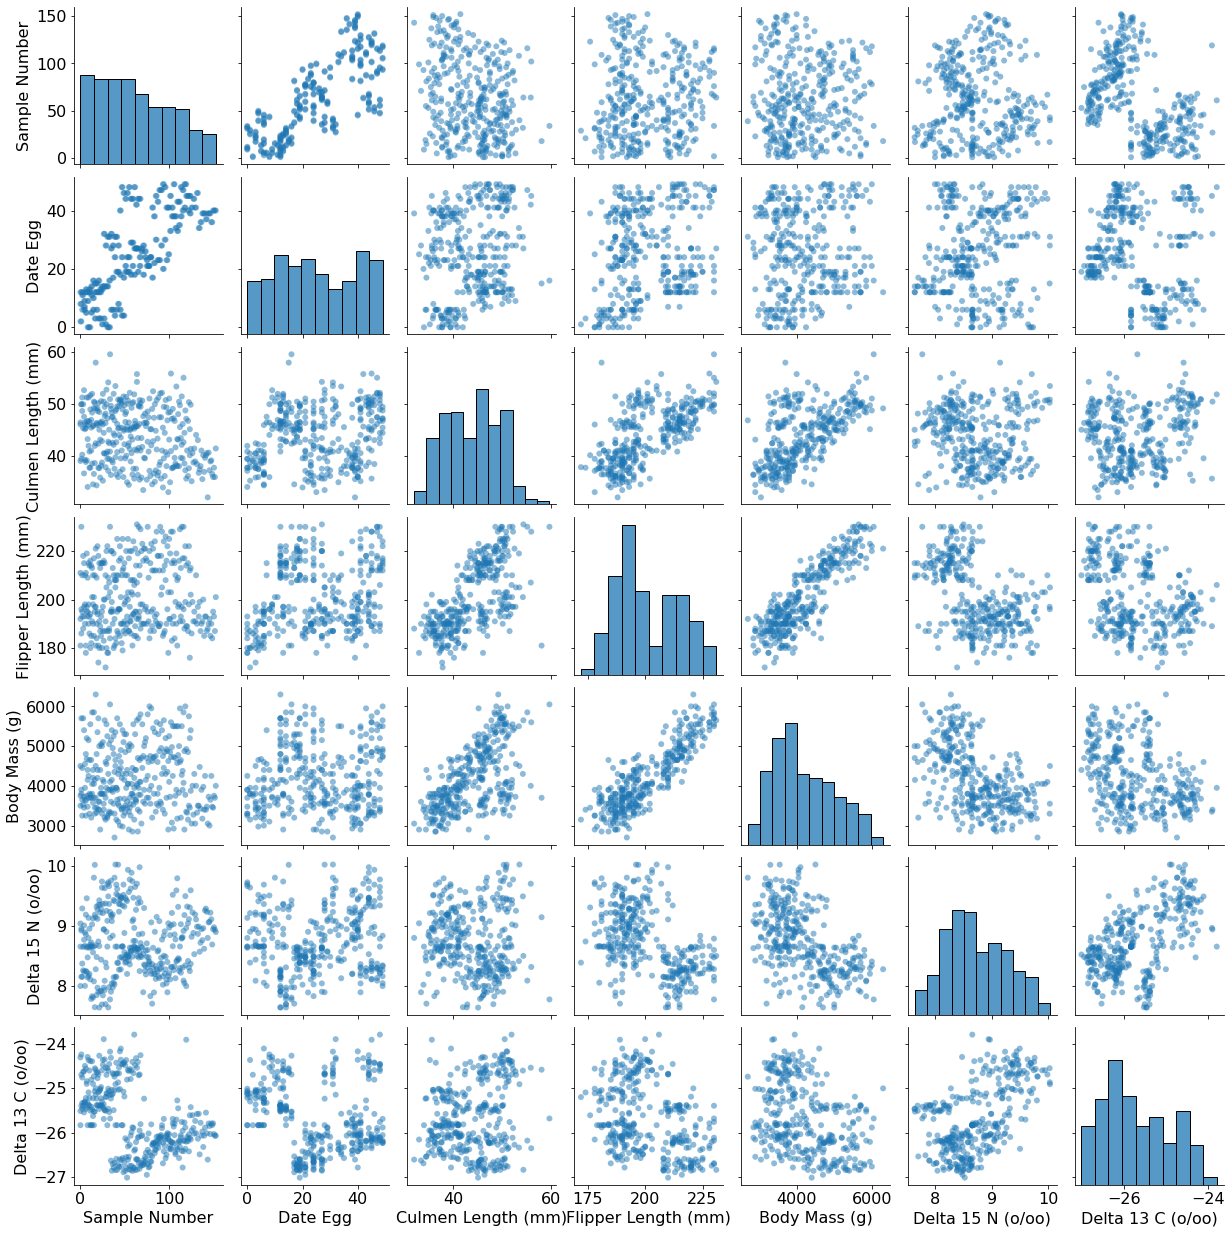 150
100
50
0
Sample Number
40
20
0
Date Egg
60
50
40
Culmen Length (mm)
220
200
180
Flipper Length (mm)
6000
5000
4000
3000
Body Mass (g)
10
9
8
Delta 15 N (o/oo)
−24
−25
−26
−27
Delta 13 C (o/oo)
0 100 0 20 40 40 60 175 200 225 4000 6000 8 9 10 −26 −24
Sample Number Date Egg Culmen Length (mm) Flipper Length (mm) Body Mass (g) Delta 15 N (o/oo) Delta 13 C (o/oo)